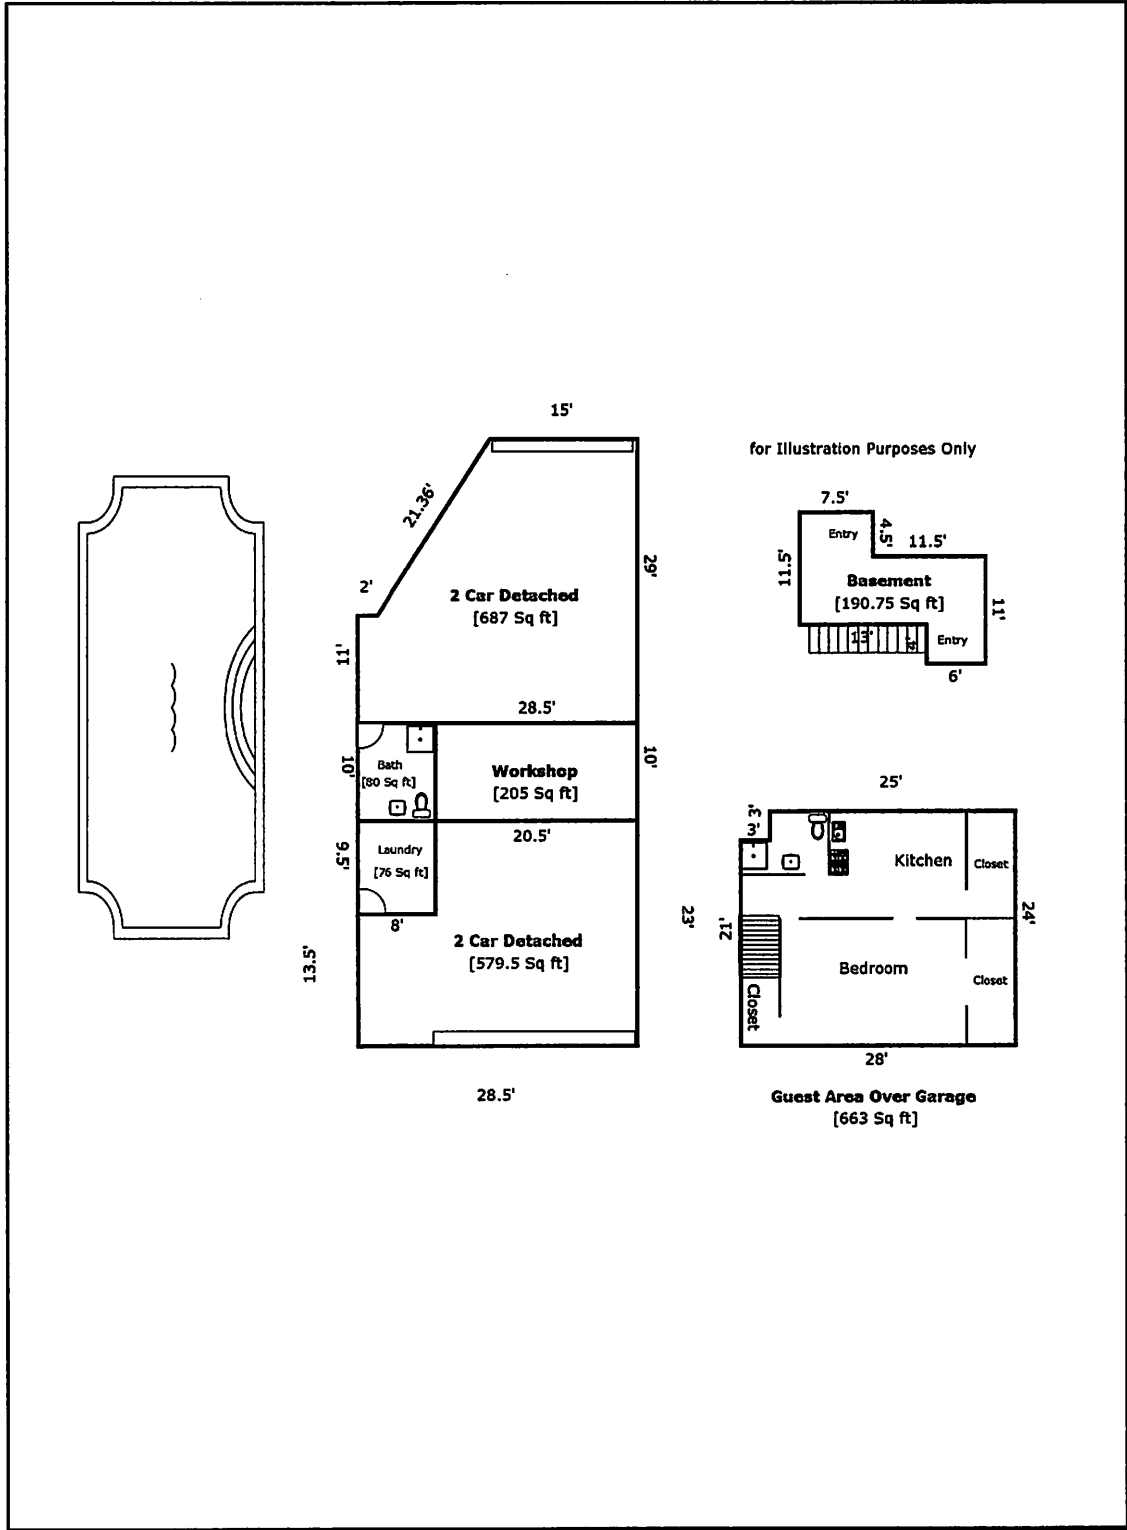 15'
for Illustration Purposes Only
21.36'
2'
29'
2 Car Detached
[687 Sq ft]
11'
28.5'
7.5'
Entry
4.5'
11.5'
11.5'
Basement
[190.75 Sq ft]
11'
13'
4'
Entry
6'
10'
Bath
[80 Sq ft]
Workshop
[205 Sq ft]
10'
20.5'
9.5'
Laundry
[76 Sq ft]
8'
2 Car Detached
[579.5 Sq ft]
13.5'
23'
28.5'
25'
3'
3'
Kitchen
Closet
21'
24'
Bedroom
Closet
Closet
28'
Guest Area Over Garage
[663 Sq ft]